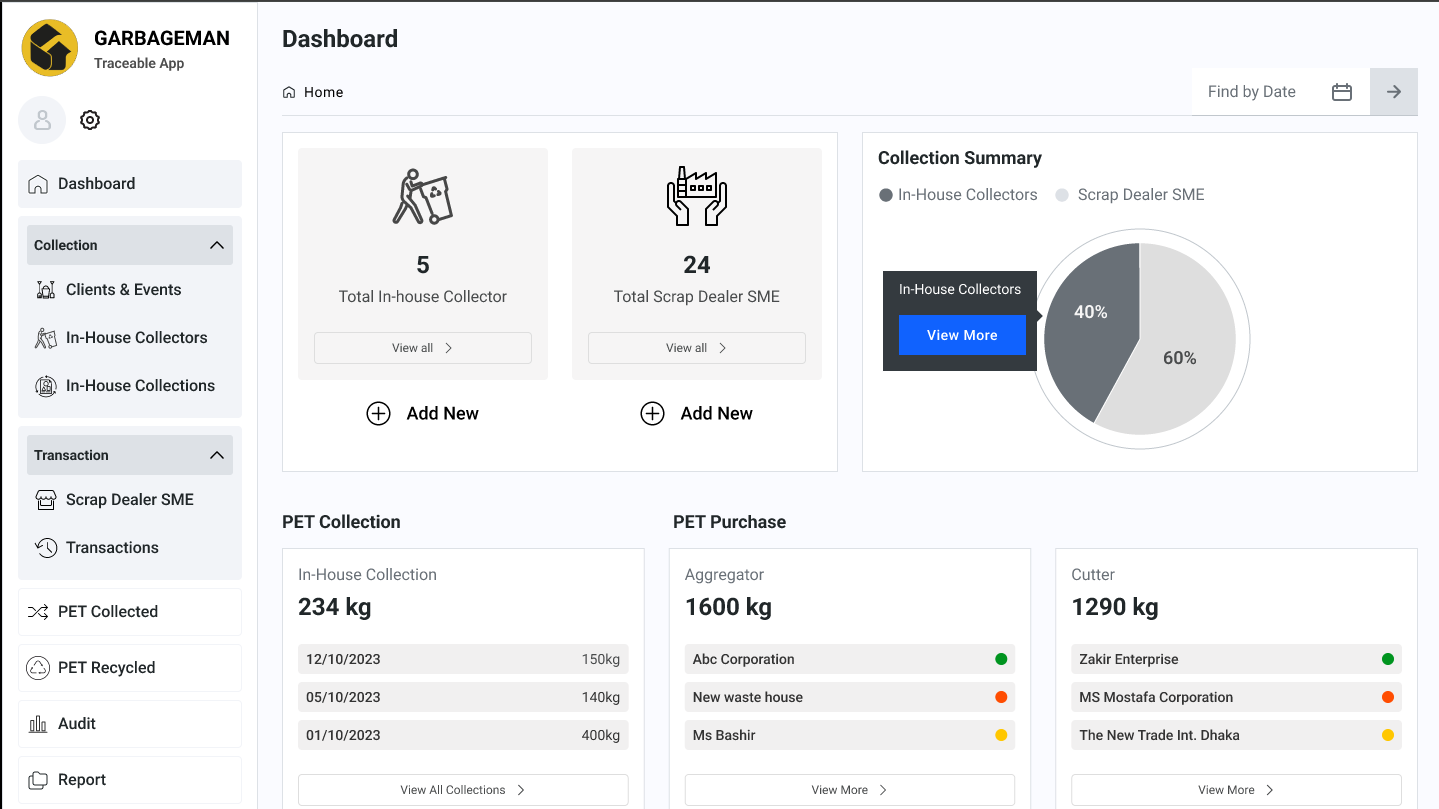 GARBAGEMAN
Traceable App
Dashboard
Collection
Clients & Events
In-House Collectors
In-House Collections
Transaction
Scrap Dealer SME
Transactions
PET Collected
PET Recycled
Audit
Report
Dashboard
Home
Find by Date
5
Total In-house Collector
View all
Add New
24
Total Scrap Dealer SME
View all
Add New
Collection Summary
In-House Collectors Scrap Dealer SME
In-House Collectors
View More
40%
60%
PET Collection
In-House Collection
234 kg
12/10/2023 150kg
05/10/2023 140kg
01/10/2023 400kg
View All Collections
PET Purchase
Aggregator
1600 kg
Abc Corporation
New waste house
Ms Bashir
View More
Cutter
1290 kg
Zakir Enterprise
MS Mostafa Corporation
The New Trade Int. Dhaka
View More